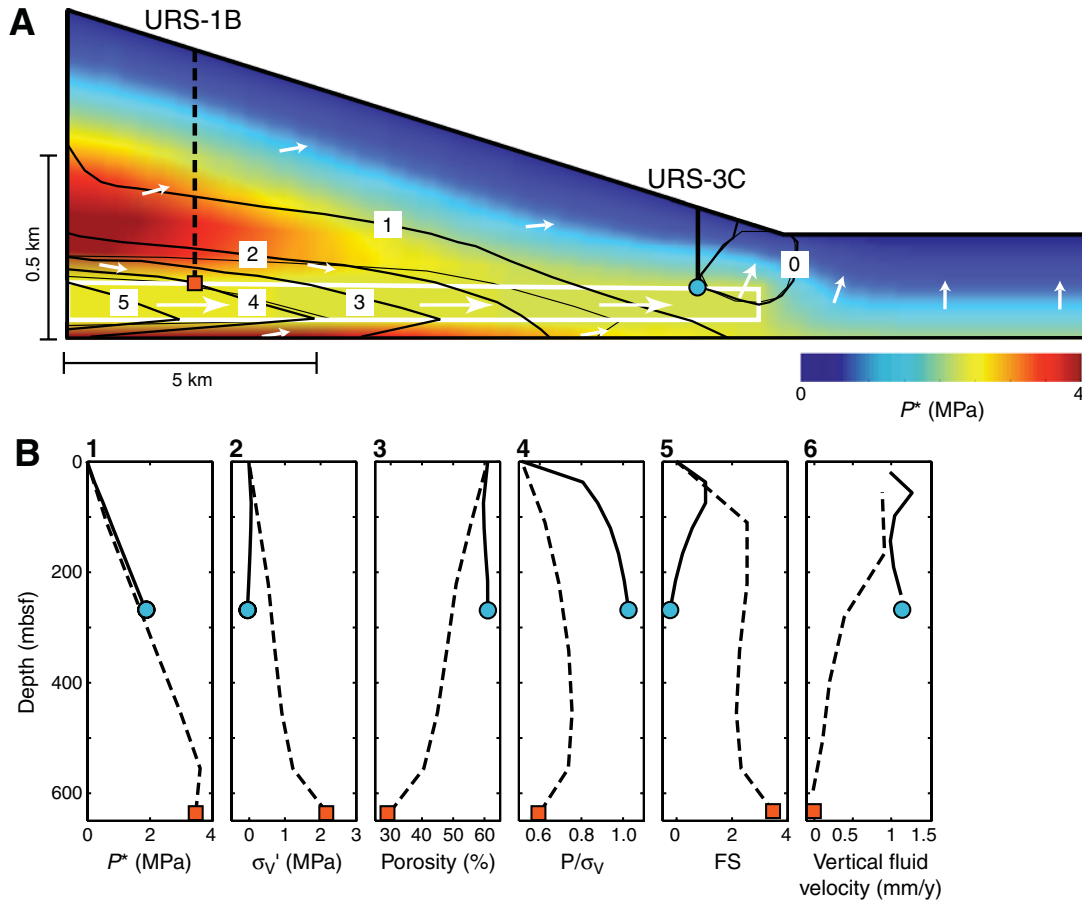 A
URS-1B
URS-3C
0.5 km
1
2
0
5
4
3
5 km
0
4
P* (MPa)
B
1 2 3 4 5 6
0
200
400
600
Depth (mbsf)
0 2 4
0 1 2 3
30 40 50 60
0.6 0.8 1.0
0 2 4
0 0.5 1 1.5
P* (MPa)
σV' (MPa)
Porosity (%)
P/σV
FS
Vertical fluid
velocity (mm/y)